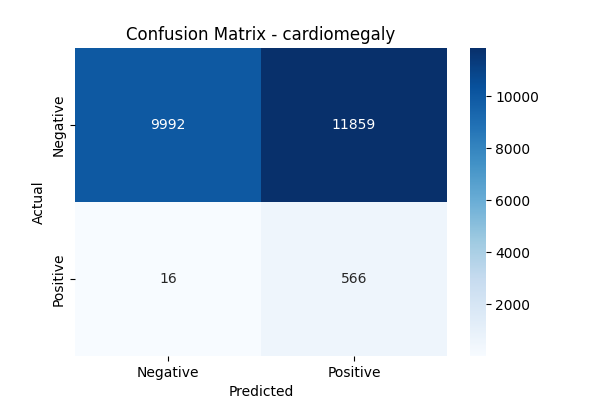 Confusion Matrix - cardiomegaly
Actual
Negative
Positive
9992
11859
16
566
Negative
Positive
Predicted
10000
8000
6000
4000
2000